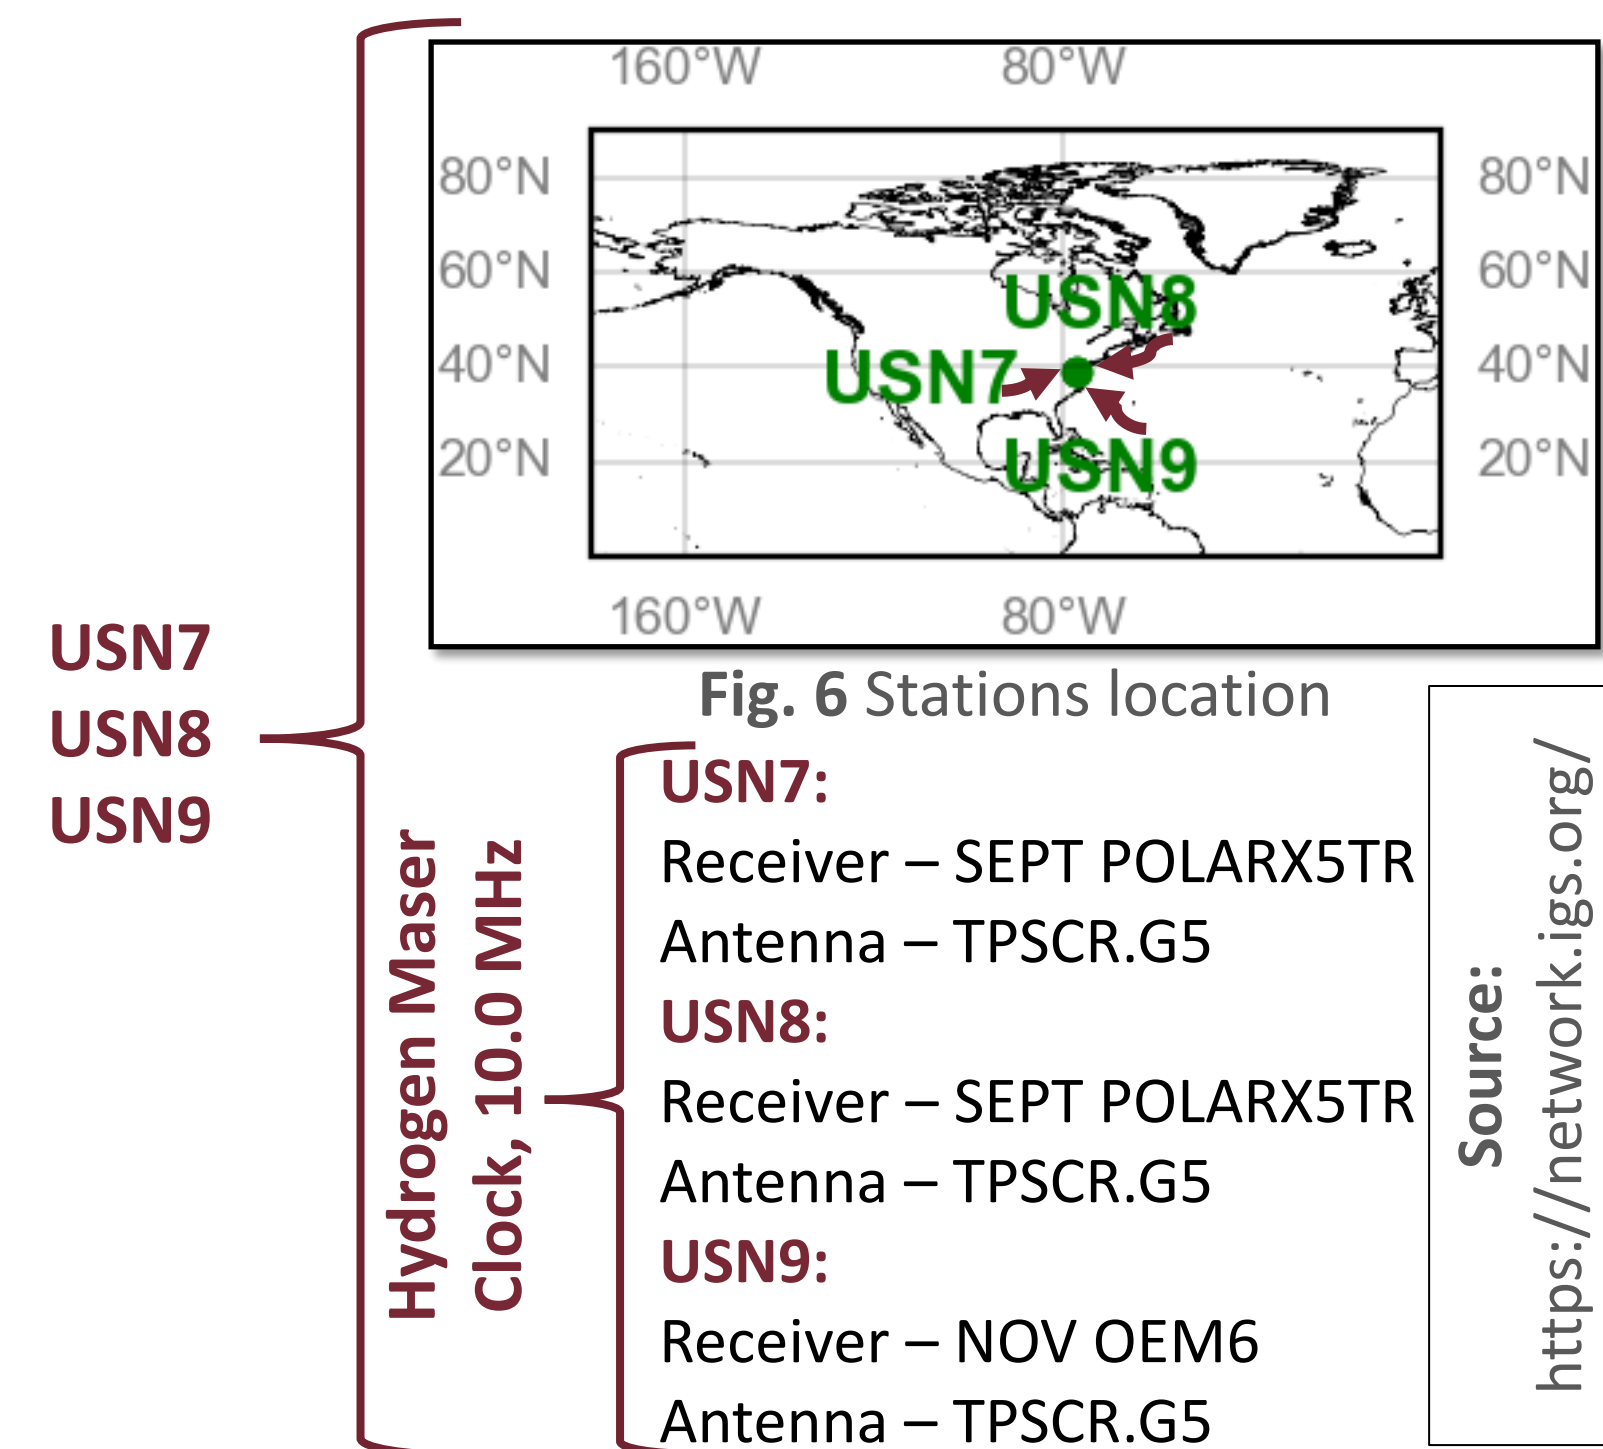 USN7
USN8
USN9
160°W 80°W
80°N 80°N
60°N 60°N
USN8
40°N USN7 40°N
20°N USN9 20°N
160°W 80°W
Fig. 6 Stations location
Hydrogen Maser
Clock, 10.0 MHz
USN7:
Receiver – SEPT POLARX5TR
Antenna – TPSCR.G5
USN8:
Receiver – SEPT POLARX5TR
Antenna – TPSCR.G5
USN9:
Receiver – NOV OEM6
Antenna – TPSCR.G5
Source:
https://network.igs.org/